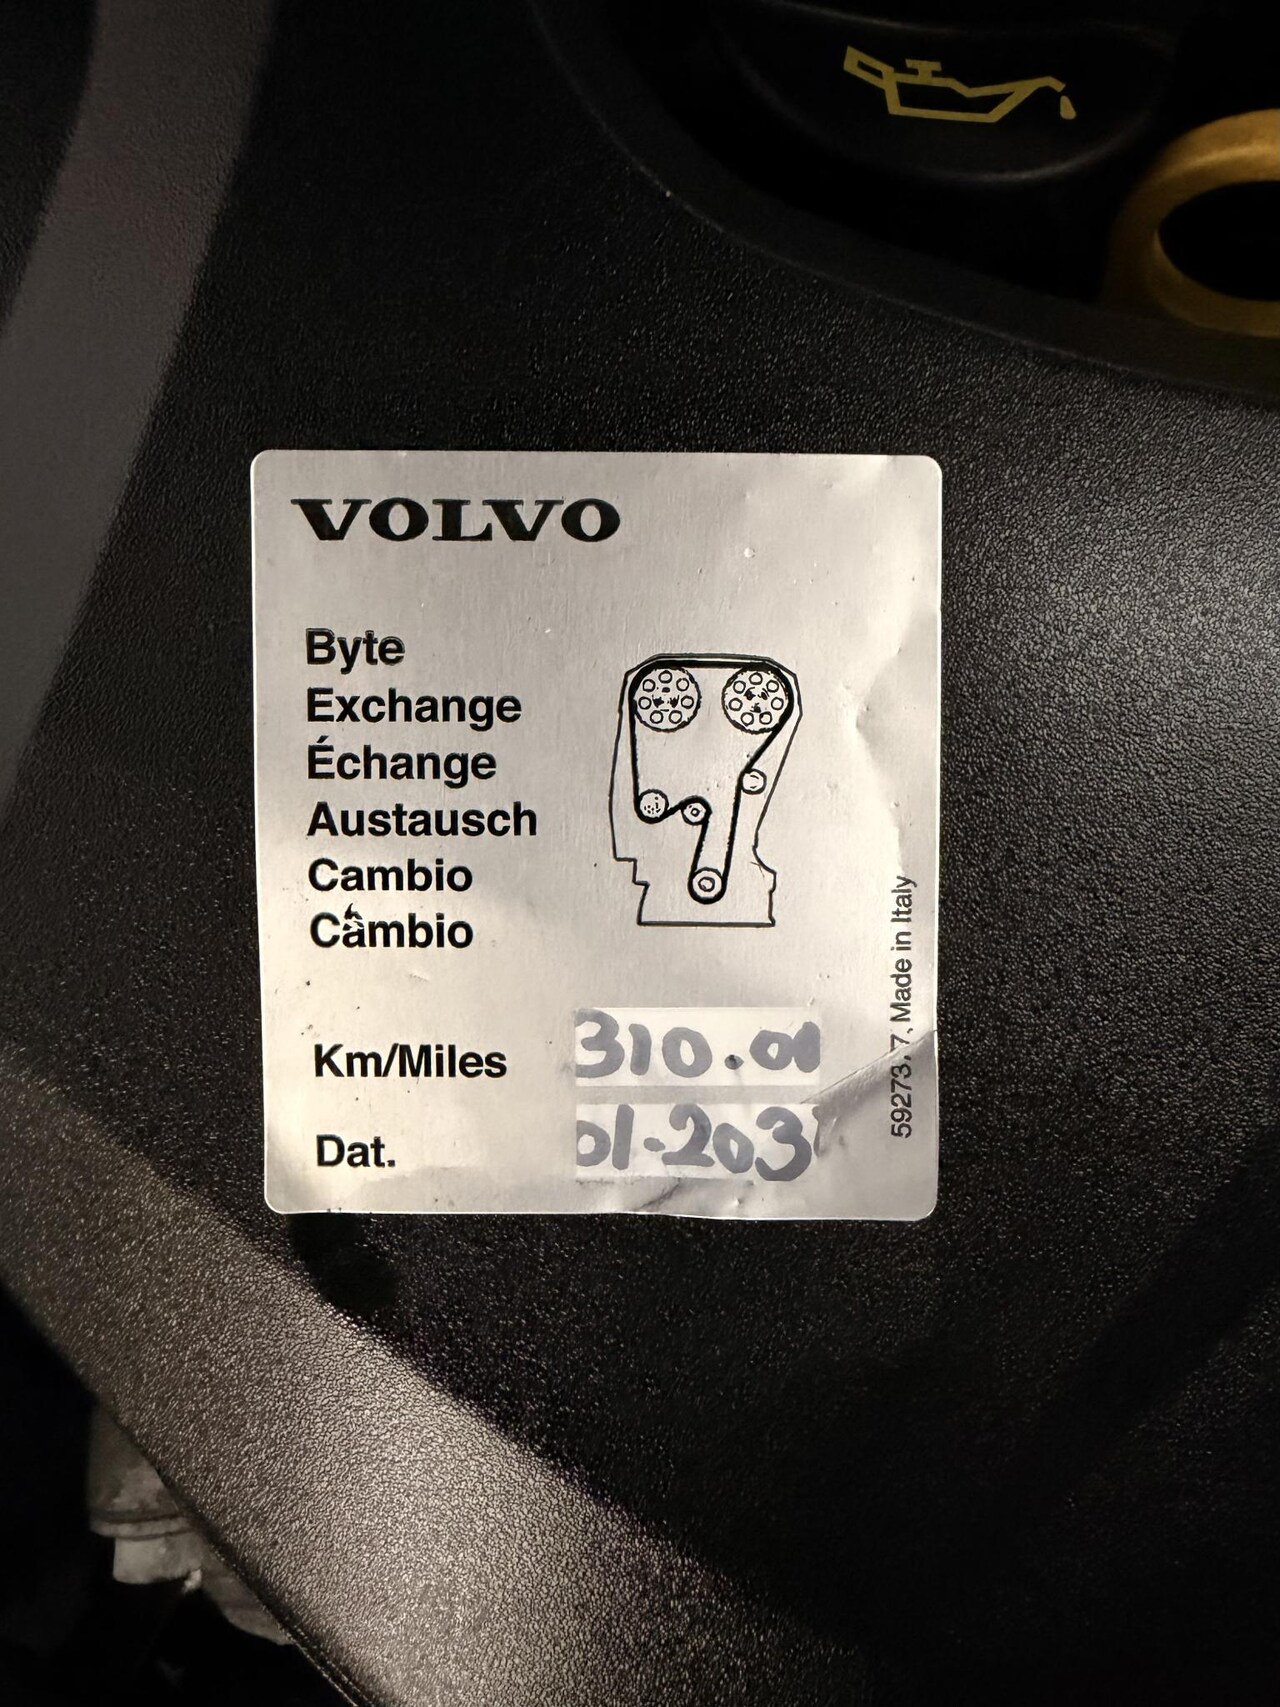 VOLVO
Byte
Exchange
Échange
Austausch
Cambio
Câmbio
Km/Miles 310.00
Dat. 01-203
59273,7, Made in Italy